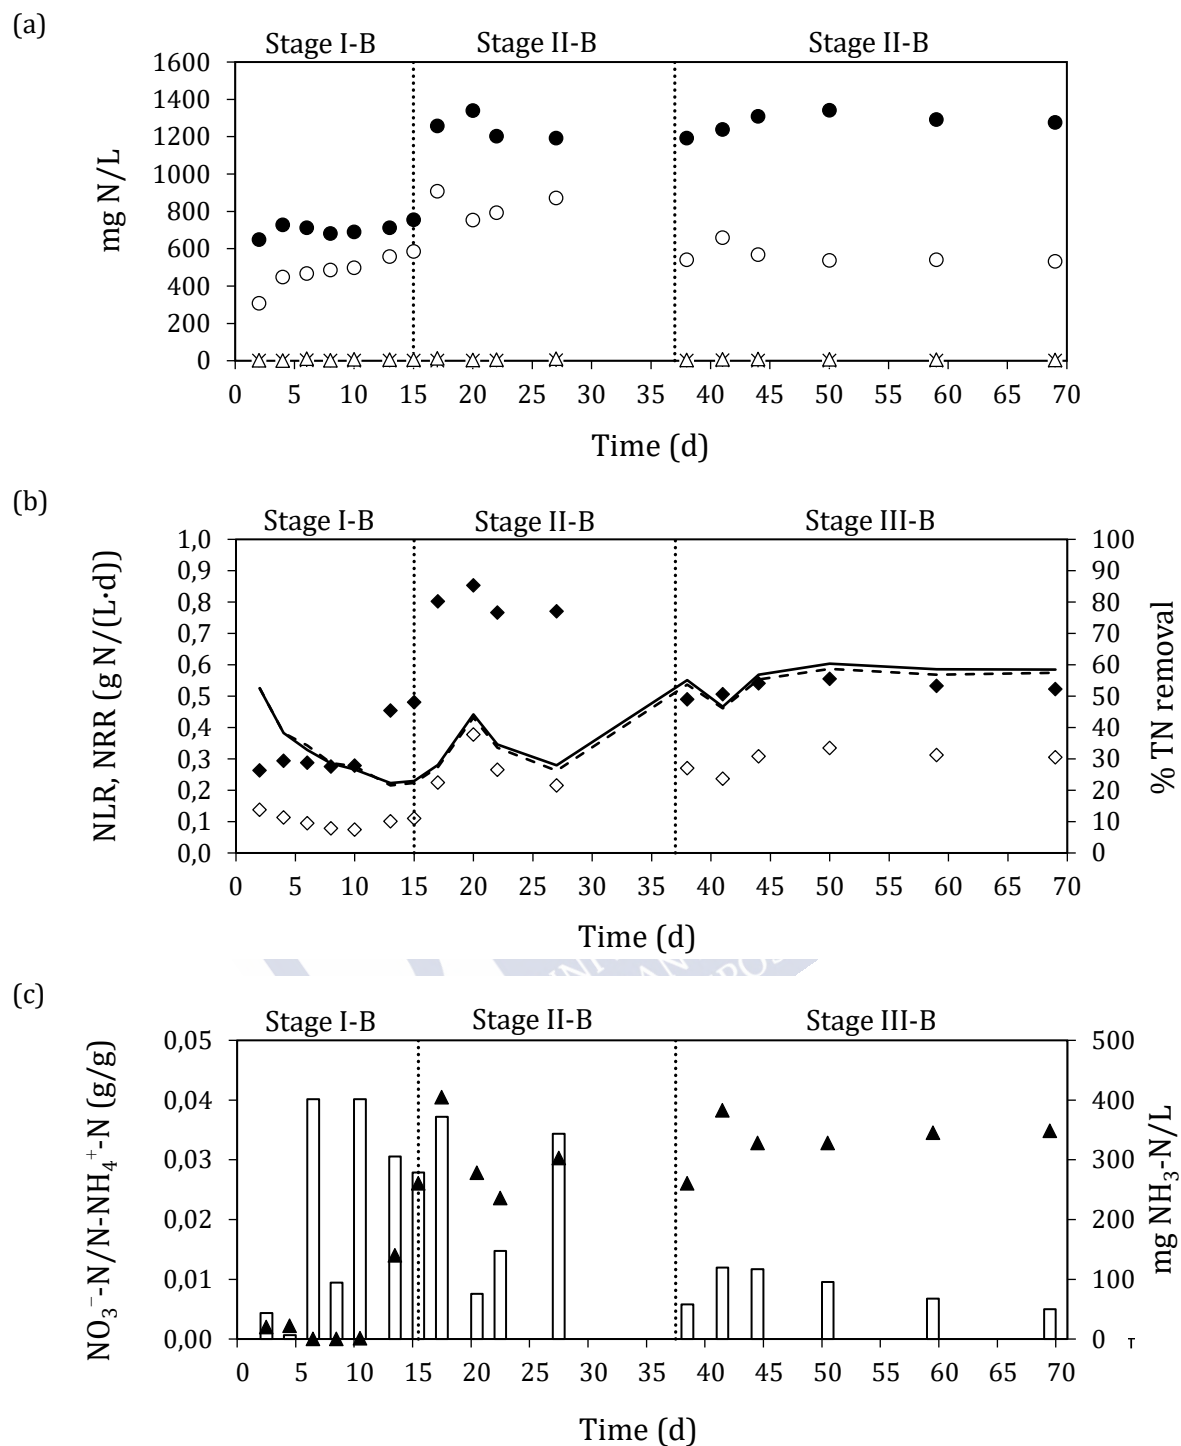 (a)
Stage I-B Stage II-B Stage II-B
mg N/L
1600
1400
1200
1000
800
600
400
200
0
0 5 10 15 20 25 30 35 40 45 50 55 60 65 70
Time (d)
(b)
Stage I-B Stage II-B Stage III-B
NLR, NRR (g N/(L·d))
1,0
0,9
0,8
0,7
0,6
0,5
0,4
0,3
0,2
0,1
0,0
100
90
80
70
60
50
40
30
20
10
0
% TN removal
0 5 10 15 20 25 30 35 40 45 50 55 60 65 70
Time (d)
(c)
Stage I-B Stage II-B Stage III-B
NO₃⁻-N/N-NH₄⁺-N (g/g)
0,05
0,04
0,03
0,02
0,01
0,00
500
400
300
200
100
0
mg NH₃-N/L
0 5 10 15 20 25 30 35 40 45 50 55 60 65 70
Time (d)